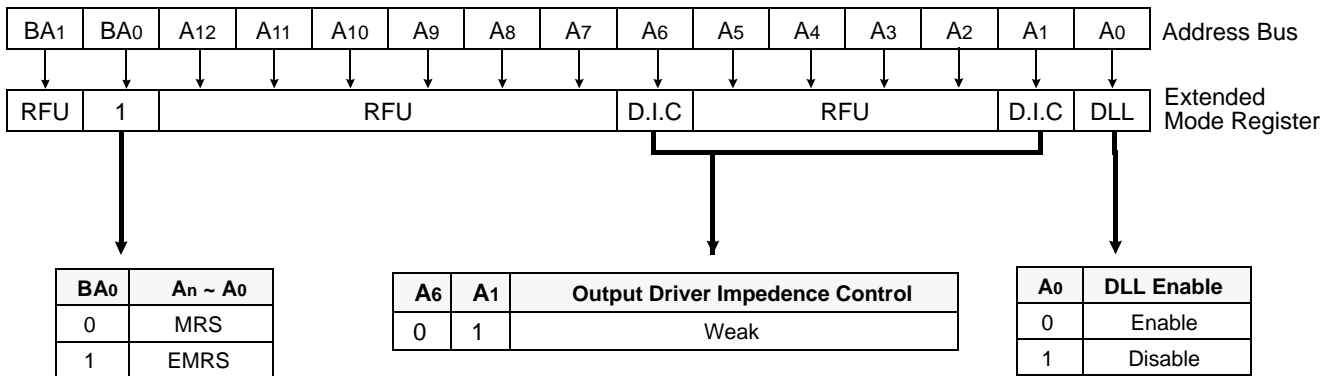 BA1 BA0 A12 A11 A10 A9 A8 A7 A6 A5 A4 A3 A2 A1 A0 Address Bus
RFU 1 RFU D.I.C RFU D.I.C DLL Extended
Mode Register
BA0 An ~ A0
0 MRS
1 EMRS
A6 A1 Output Driver Impedence Control
0 1 Weak
A0 DLL Enable
0 Enable
1 Disable